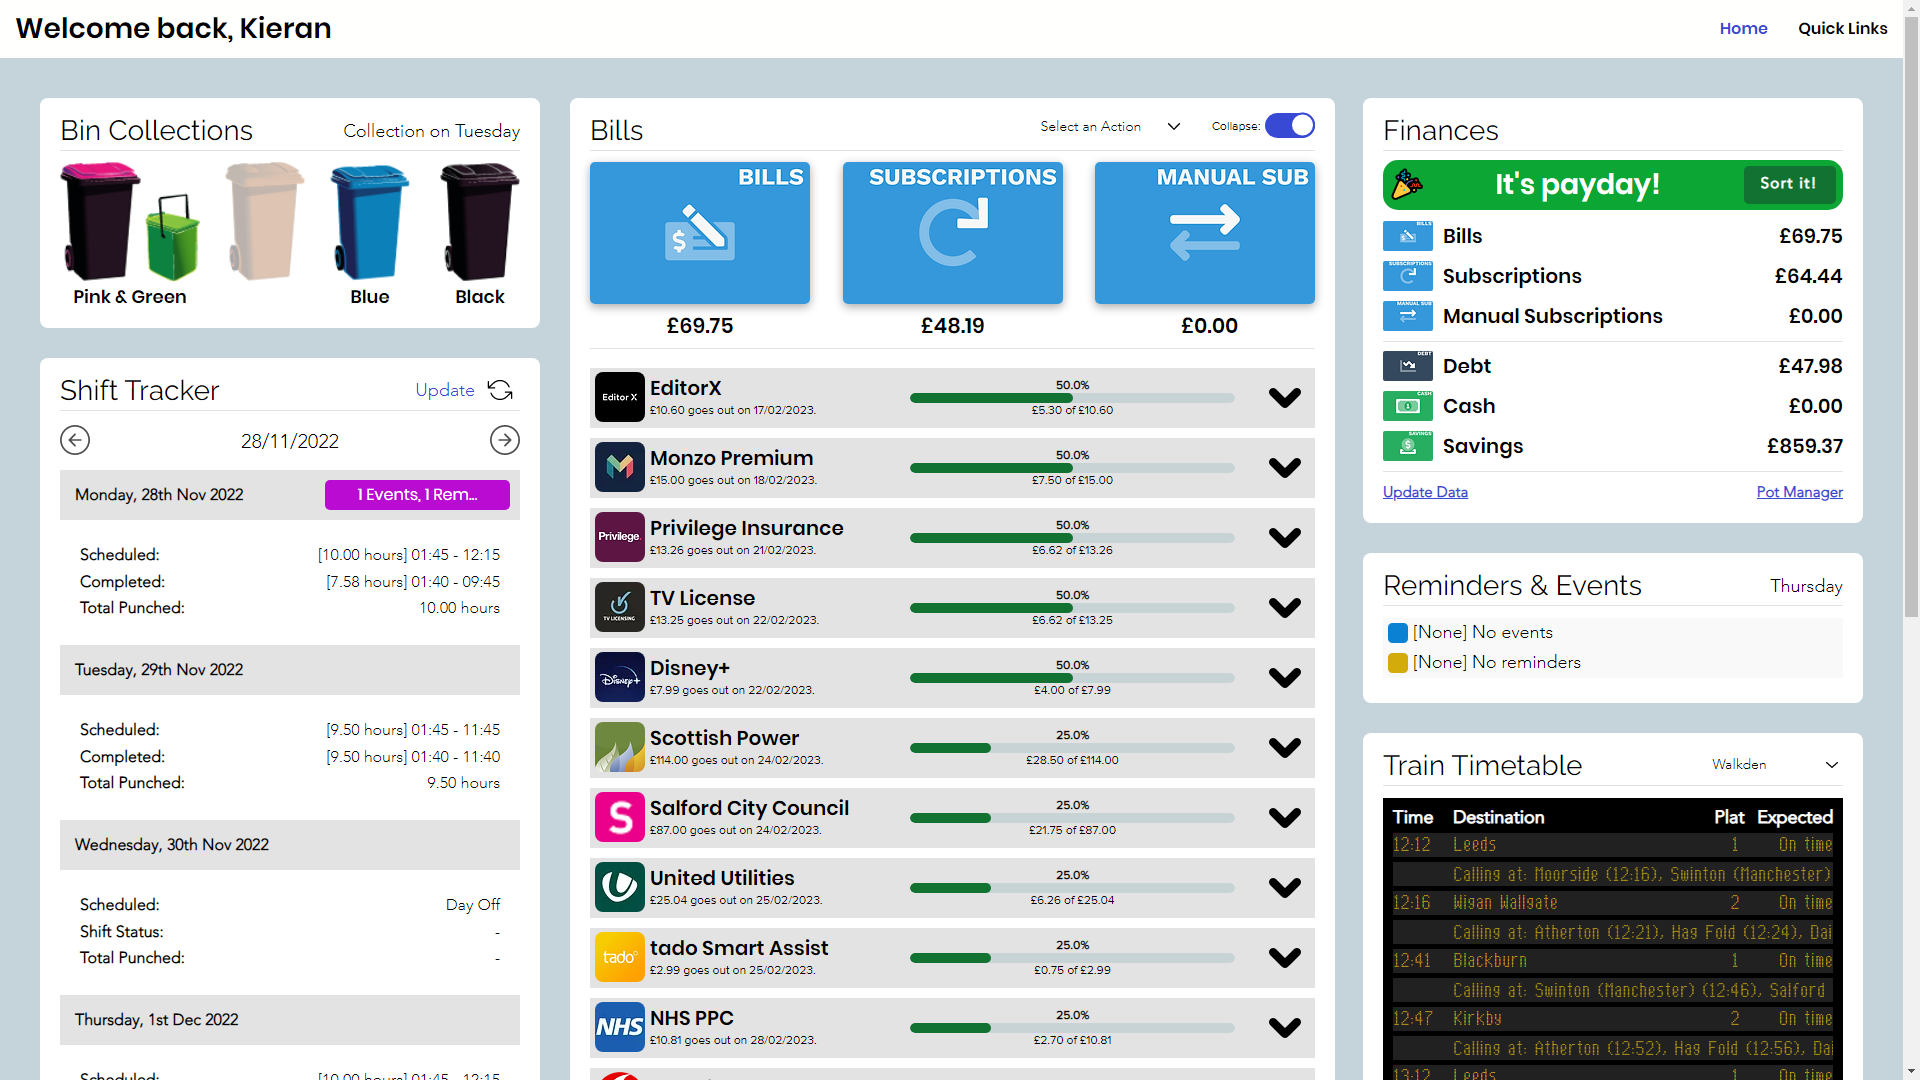 Welcome back, Kieran
Home
Quick Links
Bin Collections
Collection on Tuesday
Pink & Green
Blue
Black
Shift Tracker
Update
28/11/2022
Monday, 28th Nov 2022
1 Events, 1 Rem...
Scheduled: [10.00 hours] 01:45 - 12:15
Completed: [7.58 hours] 01:40 - 09:45
Total Punched: 10.00 hours
Tuesday, 29th Nov 2022
Scheduled: [9.50 hours] 01:45 - 11:45
Completed: [9.50 hours] 01:40 - 11:40
Total Punched: 9.50 hours
Wednesday, 30th Nov 2022
Scheduled: Day Off
Shift Status: -
Total Punched: -
Thursday, 1st Dec 2022
Scheduled: [10.00 hours] 01:45 - 12:15
Bills
Select an Action
Collapse:
BILLS
SUBSCRIPTIONS
MANUAL SUB
£69.75
£48.19
£0.00
Editor X
EditorX
£10.60 goes out on 17/02/2023.
50.0%
£5.30 of £10.60
Monzo Premium
£15.00 goes out on 18/02/2023.
50.0%
£7.50 of £15.00
Privilege.
Privilege Insurance
£13.26 goes out on 21/02/2023.
50.0%
£6.62 of £13.26
TV LICENSING
TV License
£13.25 goes out on 22/02/2023.
50.0%
£6.62 of £13.25
Disney+
Disney+
£7.99 goes out on 22/02/2023.
50.0%
£4.00 of £7.99
Scottish Power
£114.00 goes out on 24/02/2023.
25.0%
£28.50 of £114.00
S
Salford City Council
£87.00 goes out on 24/02/2023.
25.0%
£21.75 of £87.00
United Utilities
£25.04 goes out on 25/02/2023.
25.0%
£6.26 of £25.04
tado°
tado Smart Assist
£2.99 goes out on 25/02/2023.
25.0%
£0.75 of £2.99
NHS
NHS PPC
£10.81 goes out on 28/02/2023.
25.0%
£2.70 of £10.81
Finances
It's payday!
Sort it!
BILLS
Bills £69.75
SUBSCRIPTIONS
Subscriptions £64.44
MANUAL SUB
Manual Subscriptions £0.00
DEBT
Debt £47.98
CASH
Cash £0.00
SAVINGS
Savings £859.37
Update Data
Pot Manager
Reminders & Events
Thursday
[None] No events
[None] No reminders
Train Timetable
Walkden
Time Destination Plat Expected
12:12 Leeds 1 On time
Calling at: Moorside (12:16), Swinton (Manchester)
12:16 Wigan Wallgate 2 On time
Calling at: Atherton (12:21), Hag Fold (12:24), Dai
12:41 Blackburn 1 On time
Calling at: Swinton (Manchester) (12:46), Salford
12:47 Kirkby 2 On time
Calling at: Atherton (12:52), Hag Fold (12:56), Dai
13:12 Leeds 1 On time